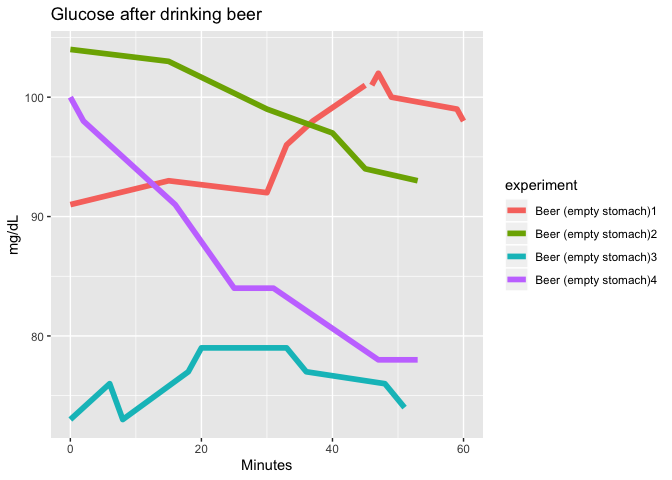 Glucose after drinking beer
mg/dL
100
90
80
0
20
40
60
Minutes
experiment
Beer (empty stomach)1
Beer (empty stomach)2
Beer (empty stomach)3
Beer (empty stomach)4